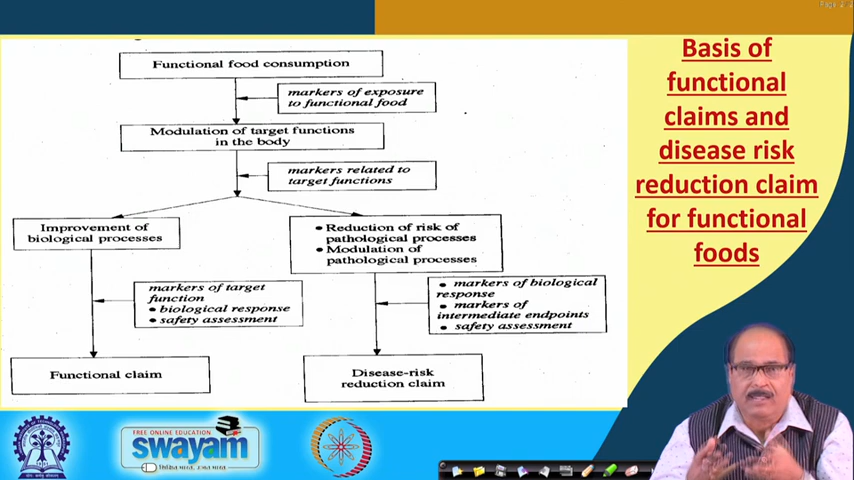 Functional food consumption
markers of exposure
to functional food
Modulation of target functions
in the body
markers related to
target functions
Improvement of
biological processes
• Reduction of risk of
pathological processes
• Modulation of
pathological processes
markers of target
function
• biological response
• safety assessment
• markers of biological
response
• markers of
intermediate endpoints
• safety assessment
Functional claim
Disease-risk
reduction claim
Basis of
functional
claims and
disease risk
reduction claim
for functional
foods
FREE ONLINE EDUCATION
swayam